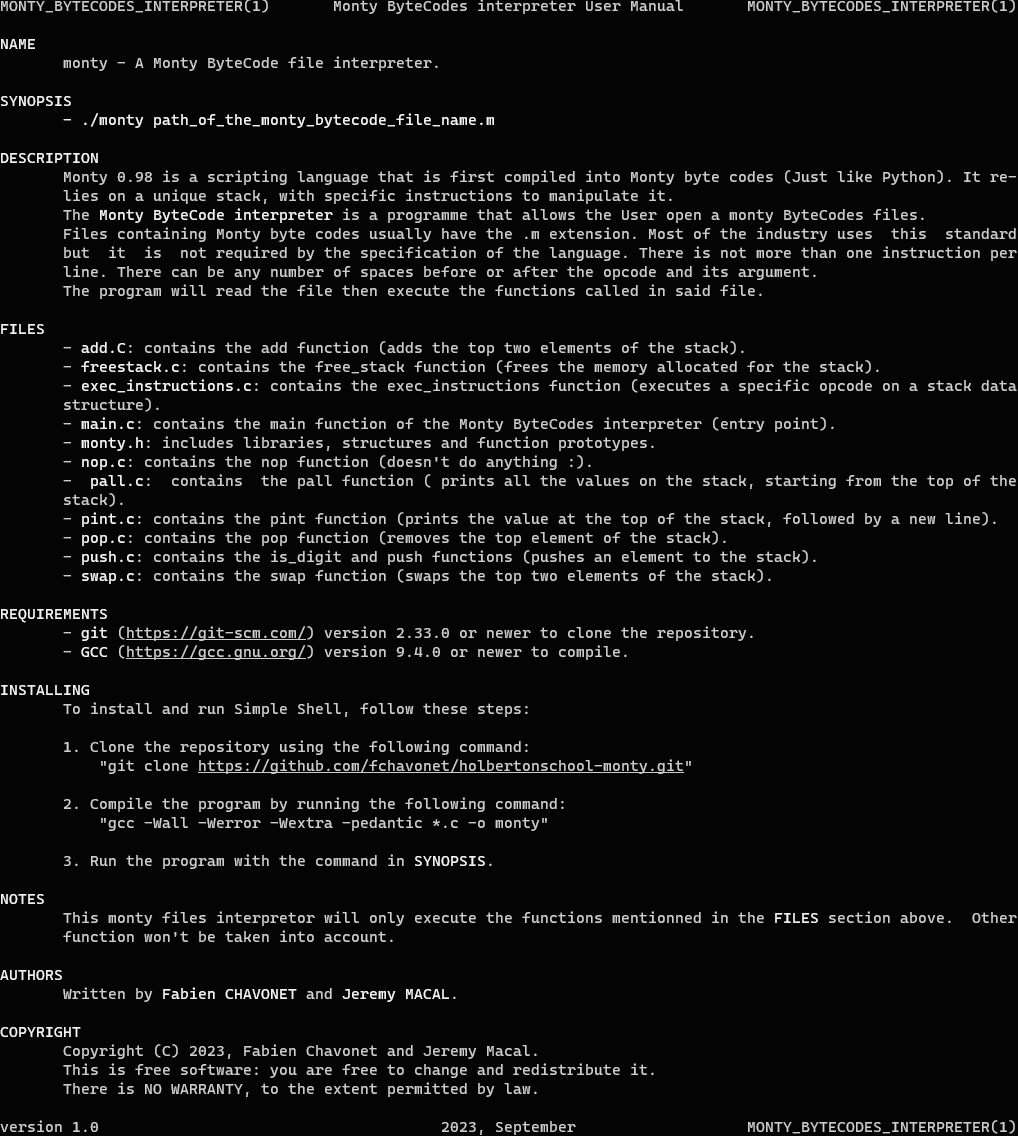 MONTY_BYTECODES_INTERPRETER(1) Monty ByteCodes interpreter User Manual MONTY_BYTECODES_INTERPRETER(1)
NAME
monty - A Monty ByteCode file interpreter.
SYNOPSIS
- ./monty path_of_the_monty_bytecode_file_name.m
DESCRIPTION
Monty 0.98 is a scripting language that is first compiled into Monty byte codes (Just like Python). It re-
lies on a unique stack, with specific instructions to manipulate it.
The Monty ByteCode interpreter is a programme that allows the User open a monty ByteCodes files.
Files containing Monty byte codes usually have the .m extension. Most of the industry uses this standard
but it is not required by the specification of the language. There is not more than one instruction per
line. There can be any number of spaces before or after the opcode and its argument.
The program will read the file then execute the functions called in said file.
FILES
- add.C: contains the add function (adds the top two elements of the stack).
- freestack.c: contains the free_stack function (frees the memory allocated for the stack).
- exec_instructions.c: contains the exec_instructions function (executes a specific opcode on a stack data
structure).
- main.c: contains the main function of the Monty ByteCodes interpreter (entry point).
- monty.h: includes libraries, structures and function prototypes.
- nop.c: contains the nop function (doesn't do anything :).
- pall.c: contains the pall function ( prints all the values on the stack, starting from the top of the
stack).
- pint.c: contains the pint function (prints the value at the top of the stack, followed by a new line).
- pop.c: contains the pop function (removes the top element of the stack).
- push.c: contains the is_digit and push functions (pushes an element to the stack).
- swap.c: contains the swap function (swaps the top two elements of the stack).
REQUIREMENTS
- git (https://git-scm.com/) version 2.33.0 or newer to clone the repository.
- GCC (https://gcc.gnu.org/) version 9.4.0 or newer to compile.
INSTALLING
To install and run Simple Shell, follow these steps:
1. Clone the repository using the following command:
"git clone https://github.com/fchavonet/holbertonschool-monty.git"
2. Compile the program by running the following command:
"gcc -Wall -Werror -Wextra -pedantic *.c -o monty"
3. Run the program with the command in SYNOPSIS.
NOTES
This monty files interpretor will only execute the functions mentionned in the FILES section above. Other
function won't be taken into account.
AUTHORS
Written by Fabien CHAVONET and Jeremy MACAL.
COPYRIGHT
Copyright (C) 2023, Fabien Chavonet and Jeremy Macal.
This is free software: you are free to change and redistribute it.
There is NO WARRANTY, to the extent permitted by law.
version 1.0 2023, September MONTY_BYTECODES_INTERPRETER(1)